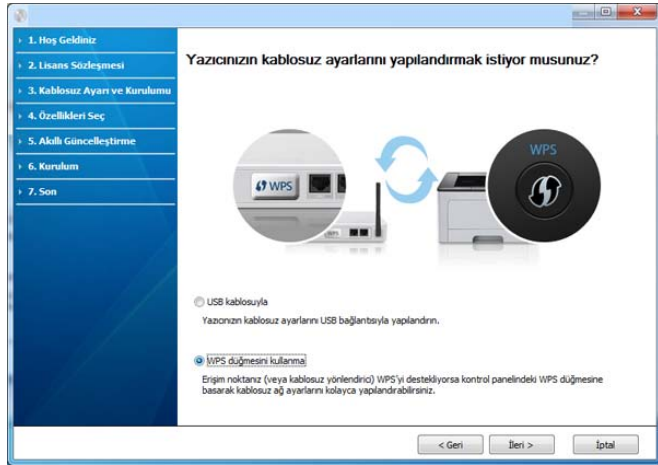 1. Hoş Geldiniz
2. Lisans Sözleşmesi
3. Kablosuz Ayarı ve Kurulumu
4. Özellikleri Seç
5. Akıllı Güncelleştirme
6. Kurulum
7. Son
Yazıcınızın kablosuz ayarlarını yapılandırmak istiyor musunuz?
WPS
WPS
WPS
USB kablosuyla
Yazıcınızın kablosuz ayarlarını USB bağlantısıyla yapılandırın.
WPS düğmesini kullanma
Erişim noktanız (veya kablosuz yönlendirici) WPS'yi destekliyorsa kontrol panelindeki WPS düğmesine
basarak kablosuz ağ ayarlarını kolayca yapılandırabilirsiniz.
< Geri
İleri >
İptal